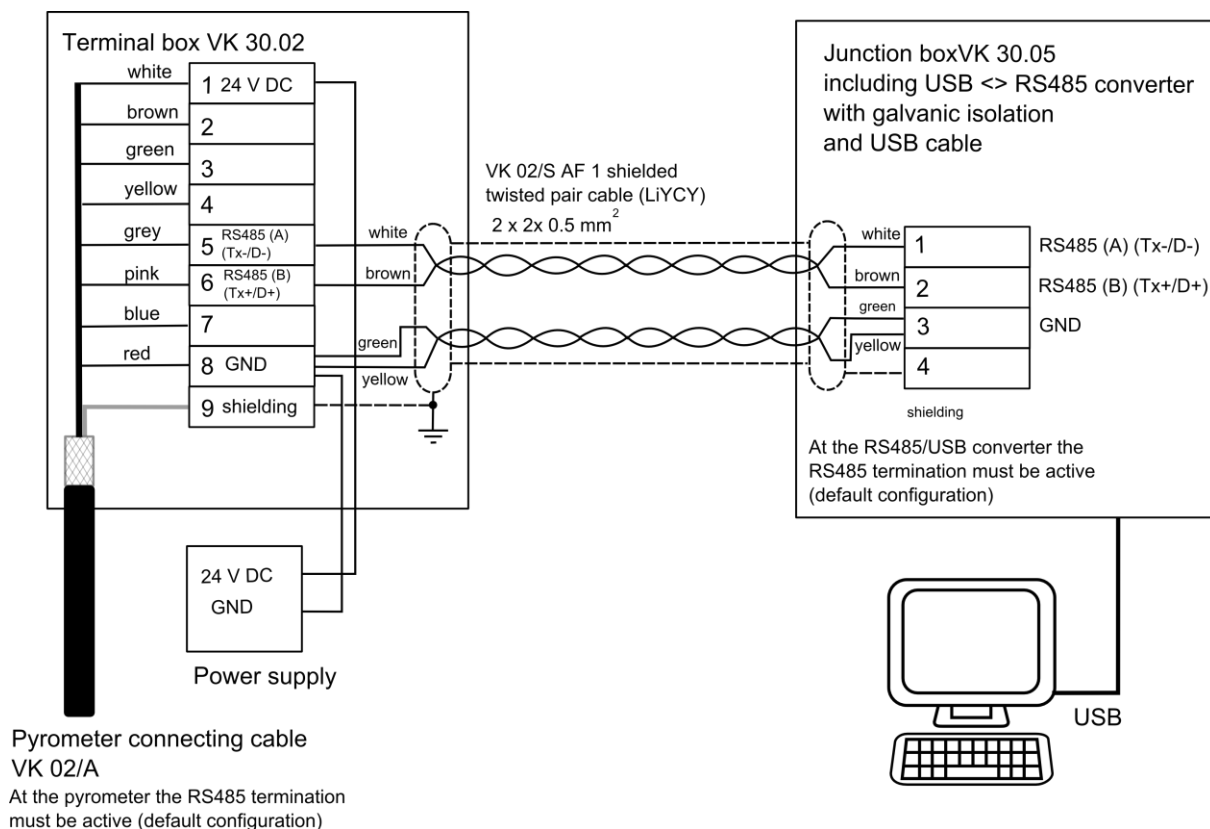 Terminal box VK 30.02
white
1 24 V DC
brown
2
green
3
yellow
4
grey
5 RS485 (A)
(Tx-/D-)
pink
6 RS485 (B)
(Tx+/D+)
blue
7
red
8 GND
9 shielding
white
brown
green
yellow
VK 02/S AF 1 shielded
twisted pair cable (LiYCY)
2 x 2x 0.5 mm²
Junction boxVK 30.05
including USB <> RS485 converter
with galvanic isolation
and USB cable
white
1
RS485 (A) (Tx-/D-)
brown
2
RS485 (B) (Tx+/D+)
green
3
GND
yellow
4
shielding
At the RS485/USB converter the
RS485 termination must be active
(default configuration)
24 V DC
GND
Power supply
USB
Pyrometer connecting cable
VK 02/A
At the pyrometer the RS485 termination
must be active (default configuration)